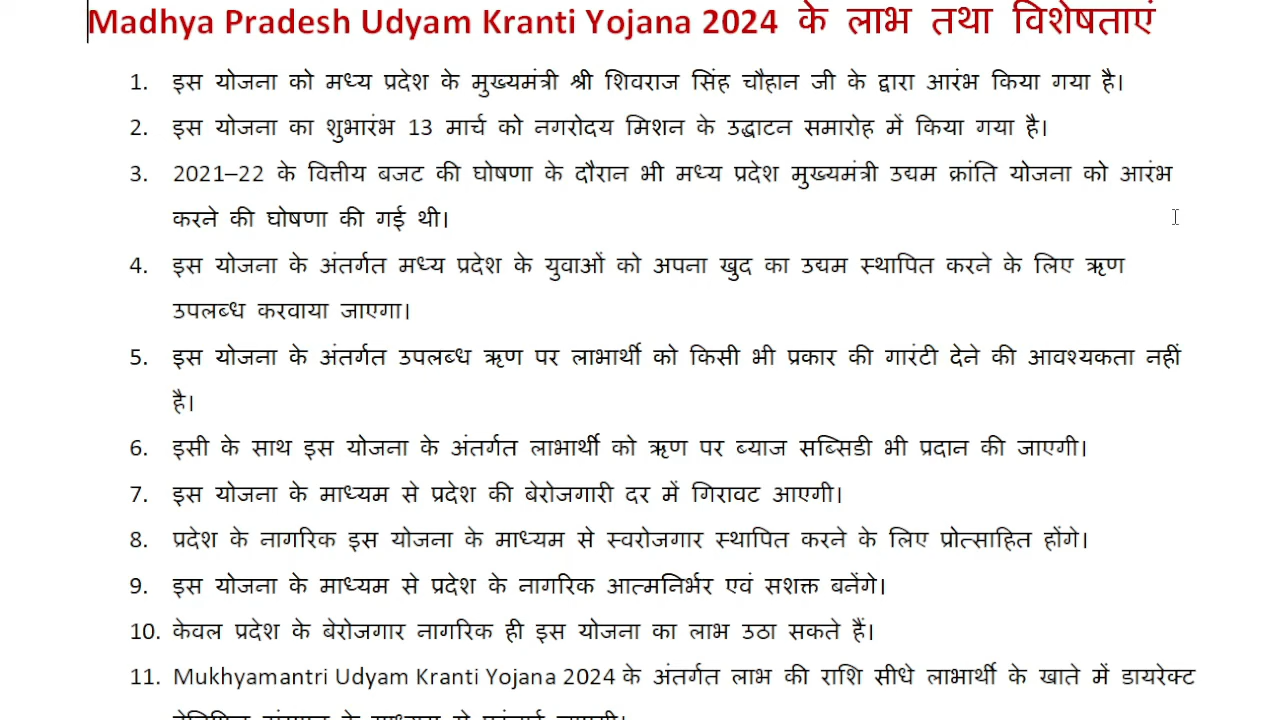 Madhya Pradesh Udyam Kranti Yojana 2024 के लाभ तथा विशेषताएं
1. इस योजना को मध्य प्रदेश के मुख्यमंत्री श्री शिवराज सिंह चौहान जी के द्वारा आरंभ किया गया है।
2. इस योजना का शुभारंभ 13 मार्च को नगरोदय मिशन के उद्घाटन समारोह में किया गया है।
3. 2021–22 के वित्तीय बजट की घोषणा के दौरान भी मध्य प्रदेश मुख्यमंत्री उद्यम क्रांति योजना को आरंभ
करने की घोषणा की गई थी।
4. इस योजना के अंतर्गत मध्य प्रदेश के युवाओं को अपना खुद का उद्यम स्थापित करने के लिए ऋण
उपलब्ध करवाया जाएगा।
5. इस योजना के अंतर्गत उपलब्ध ऋण पर लाभार्थी को किसी भी प्रकार की गारंटी देने की आवश्यकता नहीं
है।
6. इसी के साथ इस योजना के अंतर्गत लाभार्थी को ऋण पर ब्याज सब्सिडी भी प्रदान की जाएगी।
7. इस योजना के माध्यम से प्रदेश की बेरोजगारी दर में गिरावट आएगी।
8. प्रदेश के नागरिक इस योजना के माध्यम से स्वरोजगार स्थापित करने के लिए प्रोत्साहित होंगे।
9. इस योजना के माध्यम से प्रदेश के नागरिक आत्मनिर्भर एवं सशक्त बनेंगे।
10. केवल प्रदेश के बेरोजगार नागरिक ही इस योजना का लाभ उठा सकते हैं।
11. Mukhyamantri Udyam Kranti Yojana 2024 के अंतर्गत लाभ की राशि सीधे लाभार्थी के खाते में डायरेक्ट